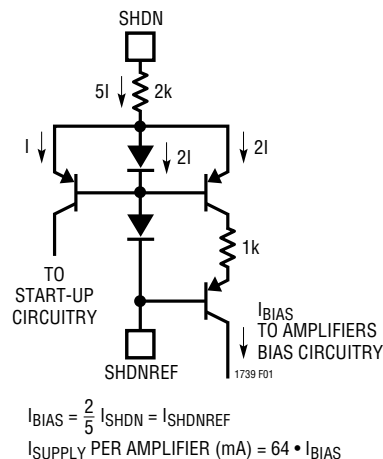 SHDN
5I
2k
I
2I
2I
1k
TO
START-UP
CIRCUITRY
I_BIAS
TO AMPLIFIERS
BIAS CIRCUITRY
SHDNREF
1739 F01
I_BIAS = 2/5 I_SHDN = I_SHDNREF
I_SUPPLY PER AMPLIFIER (mA) = 64 • I_BIAS